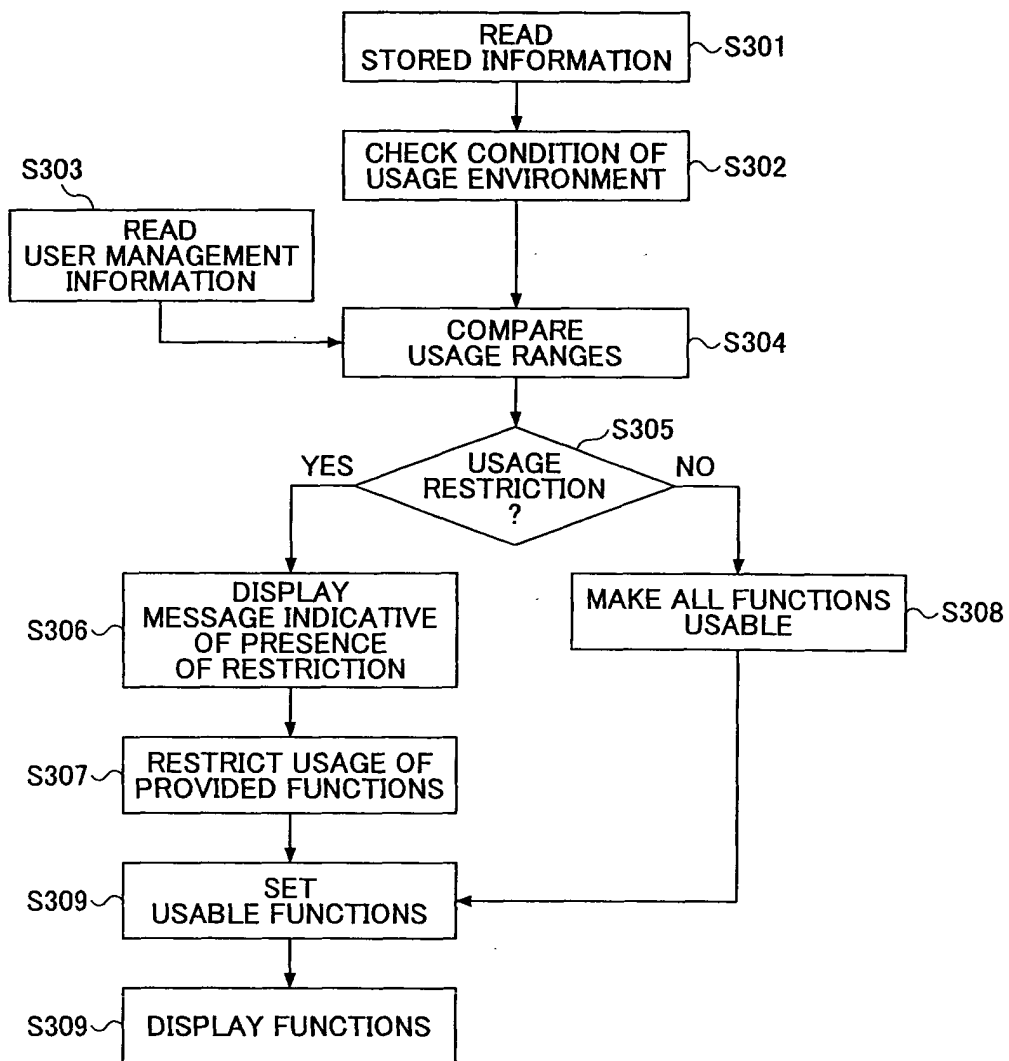 READ
STORED INFORMATION
S301
CHECK CONDITION OF
USAGE ENVIRONMENT
S302
S303
READ
USER MANAGEMENT
INFORMATION
COMPARE
USAGE RANGES
S304
S305
YES
USAGE
RESTRICTION
?
NO
S306
DISPLAY
MESSAGE INDICATIVE
OF PRESENCE
OF RESTRICTION
MAKE ALL FUNCTIONS
USABLE
S308
S307
RESTRICT USAGE OF
PROVIDED FUNCTIONS
S309
SET
USABLE FUNCTIONS
S309
DISPLAY FUNCTIONS